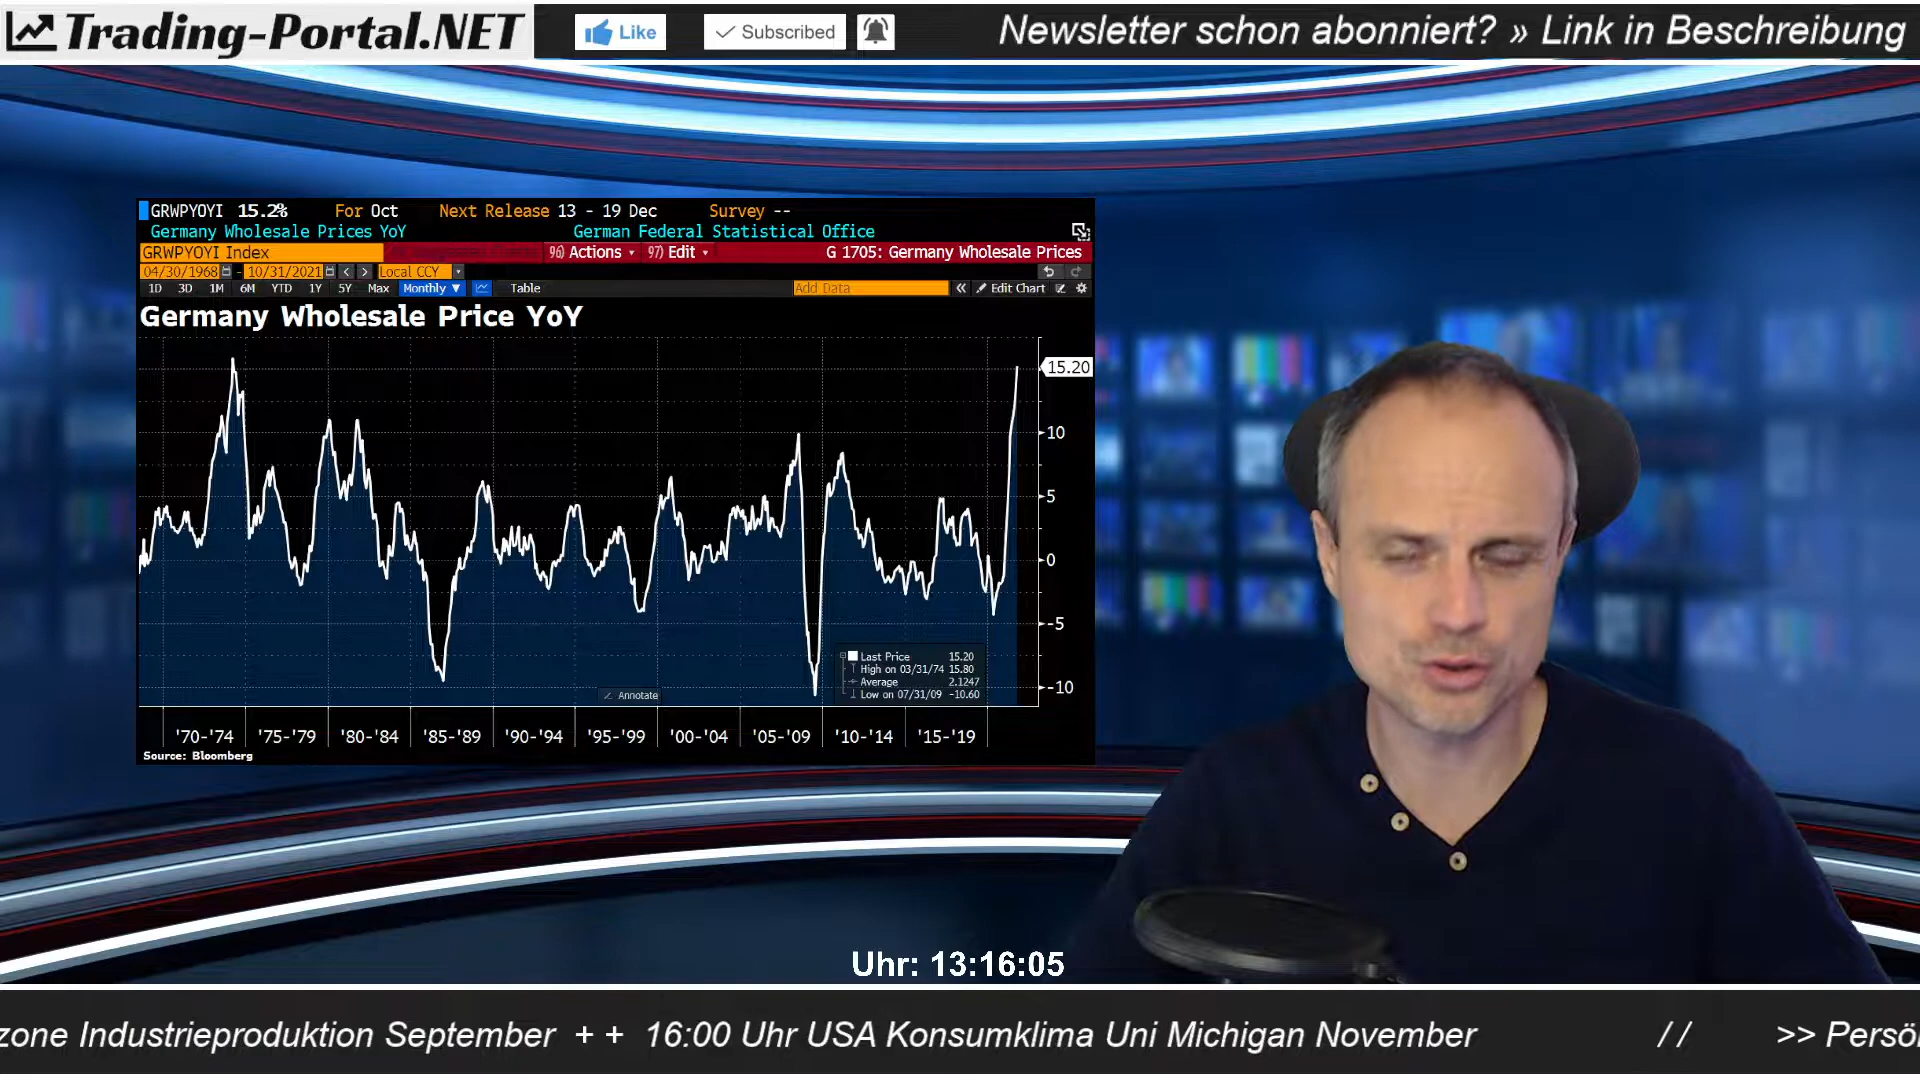 Trading-Portal.NET
Like
Subscribed
Newsletter schon abonniert? » Link in Beschreibung
GRWPYOYI 15.2% For Oct Next Release 13 - 19 Dec Survey --
Germany Wholesale Prices YoY German Federal Statistical Office
GRWPYOYI Index 96) Actions 97) Edit G 1705: Germany Wholesale Prices
04/30/1968 - 10/31/2021 Local CCY
1D 3D 1M 6M YTD 1Y 5Y Max Monthly ▼ Table Add Data « Edit Chart
Germany Wholesale Price YoY
15.20
10
5
0
-5
-10
Last Price 15.20
High on 03/31/74 15.80
Average 2.1247
Low on 07/31/09 -10.60
Annotate
'70-'74 '75-'79 '80-'84 '85-'89 '90-'94 '95-'99 '00-'04 '05-'09 '10-'14 '15-'19
Source: Bloomberg
Uhr: 13:16:05
zone Industrieproduktion September + + 16:00 Uhr USA Konsumklima Uni Michigan November // >> Persö